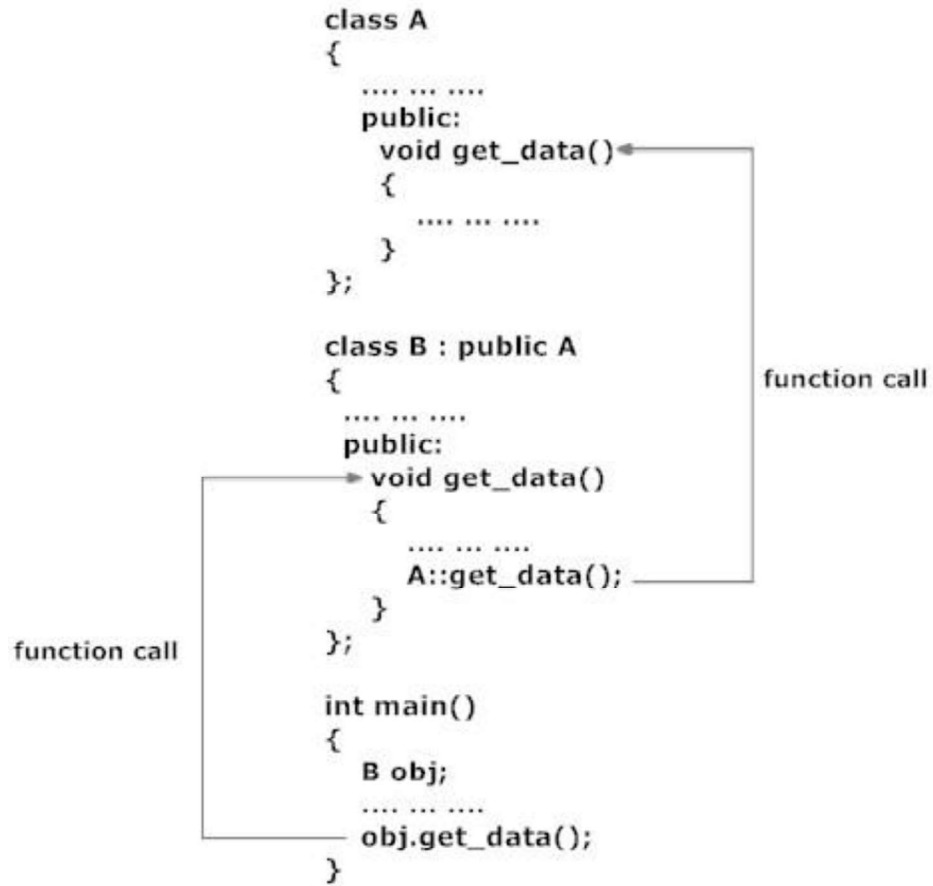 class A
{
.... ... ....
public:
void get_data()
{
.... ... ....
}
};
class B : public A
{
function call
.... ... ....
public:
void get_data()
{
.... ... ....
A::get_data();
}
};
function call
int main()
{
B obj;
.... ... ....
obj.get_data();
}